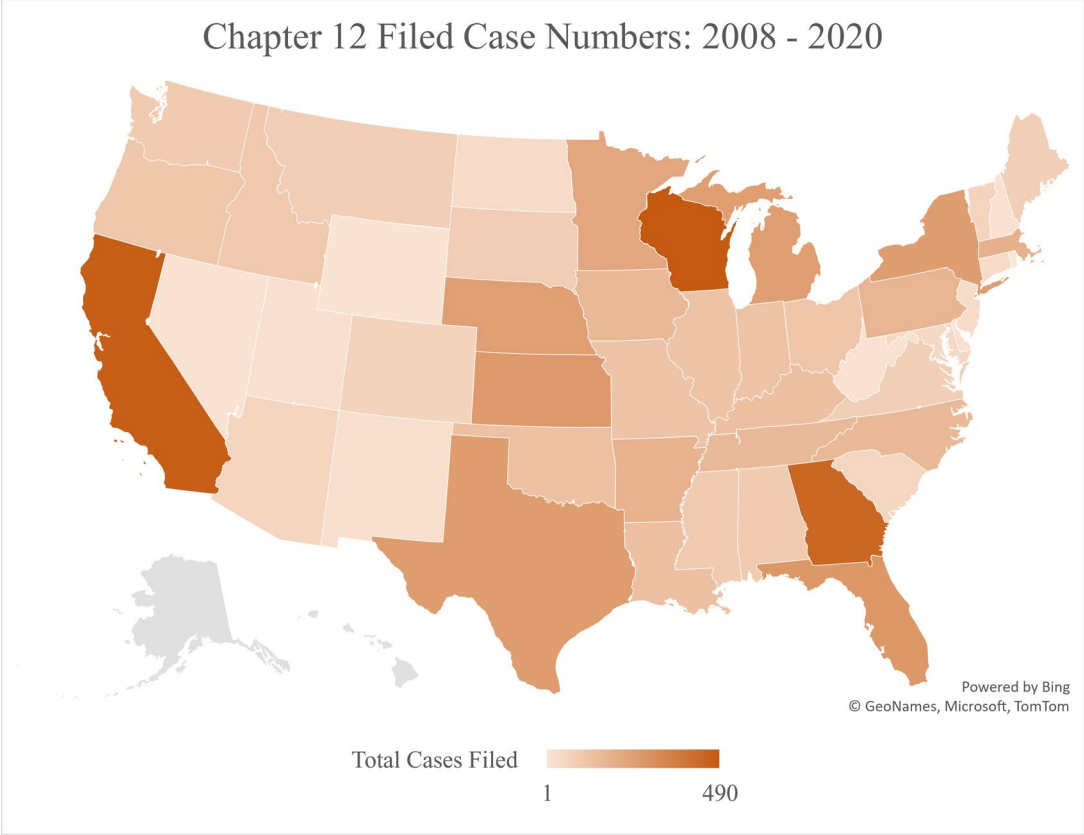 Chapter 12 Filed Case Numbers: 2008 - 2020
Powered by Bing
© GeoNames, Microsoft, TomTom
Total Cases Filed
1
490